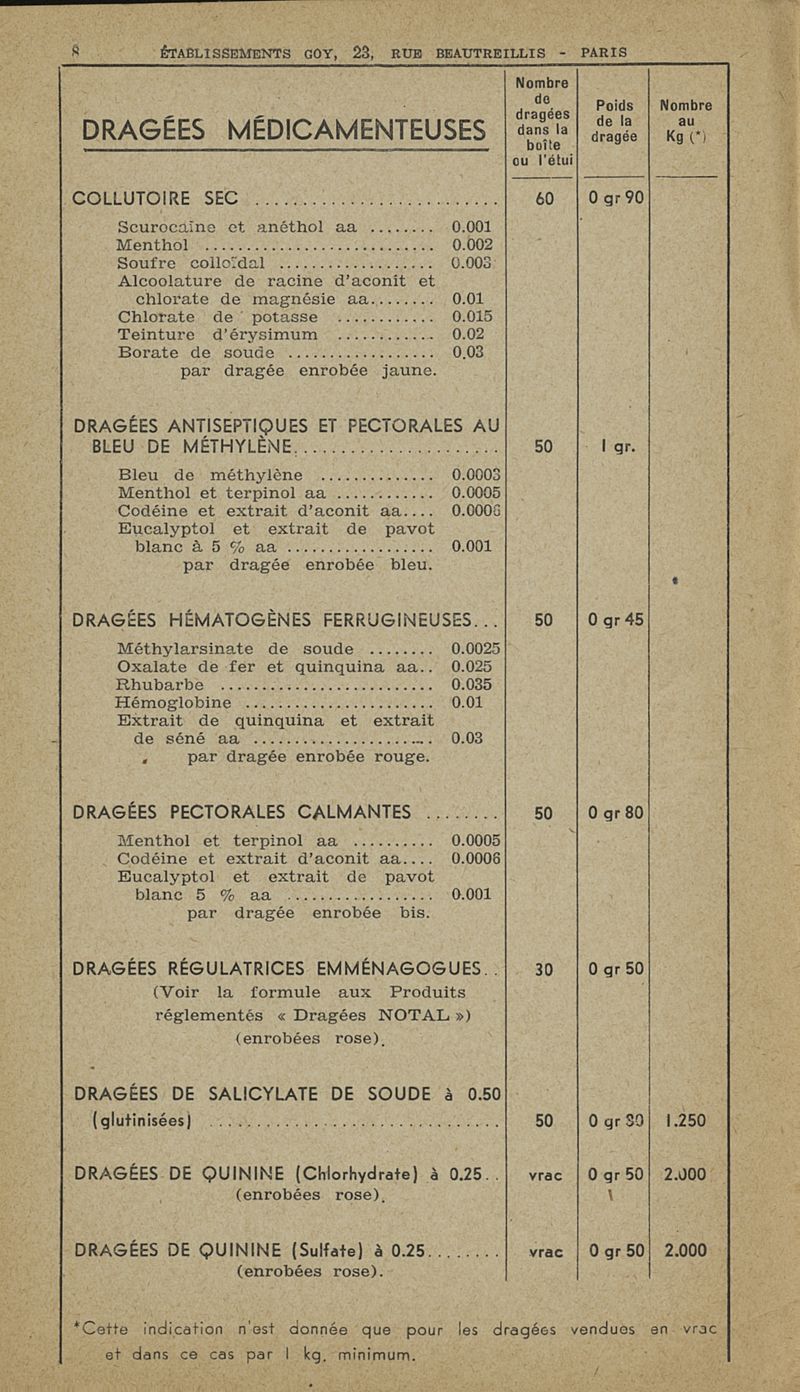 8 ÉTABLISSEMENTS GOY, 23, RUE BEAUTREILLIS - PARIS
DRAGÉES MÉDICAMENTEUSES
Nombre
de
dragées
dans la
boîte
ou l'étui
Poids
de la
dragée
Nombre
au
Kg (*)
COLLUTOIRE SEC ............................ 60 0 gr 90
Scurocaïne et anéthol aa ........ 0.001
Menthol ............................ 0.002
Soufre colloïdal ................... 0.003
Alcoolature de racine d'aconit et
chlorate de magnésie aa........ 0.01
Chlorate de potasse ............ 0.015
Teinture d'érysimum ............ 0.02
Borate de soude .................. 0.03
par dragée enrobée jaune.
DRAGÉES ANTISEPTIQUES ET PECTORALES AU
BLEU DE MÉTHYLÈNE........................ 50 1 gr.
Bleu de méthylène .............. 0.0003
Menthol et terpinol aa ............ 0.0005
Codéine et extrait d'aconit aa.... 0.0006
Eucalyptol et extrait de pavot
blanc à 5 % aa .................. 0.001
par dragée enrobée bleu.
DRAGÉES HÉMATOGÈNES FERRUGINEUSES... 50 0 gr 45
Méthylarsinate de soude ........ 0.0025
Oxalate de fer et quinquina aa.. 0.025
Rhubarbe .......................... 0.035
Hémoglobine ....................... 0.01
Extrait de quinquina et extrait
de séné aa ...................... 0.03
par dragée enrobée rouge.
DRAGÉES PECTORALES CALMANTES ........ 50 0 gr 80
Menthol et terpinol aa .......... 0.0005
Codéine et extrait d'aconit aa.... 0.0006
Eucalyptol et extrait de pavot
blanc 5 % aa .................. 0.001
par dragée enrobée bis.
DRAGÉES RÉGULATRICES EMMÉNAGOGUES.. 30 0 gr 50
(Voir la formule aux Produits
réglementés « Dragées NOTAL »)
(enrobées rose).
DRAGÉES DE SALICYLATE DE SOUDE à 0.50
(glutinisées) ............................... 50 0 gr 80 1.250
DRAGÉES DE QUININE (Chlorhydrate) à 0.25.. vrac 0 gr 50 2.000
(enrobées rose).
DRAGÉES DE QUININE (Sulfate) à 0.25........ vrac 0 gr 50 2.000
(enrobées rose).
*Cette indication n'est donnée que pour les dragées vendues en vrac
et dans ce cas par 1 kg. minimum.